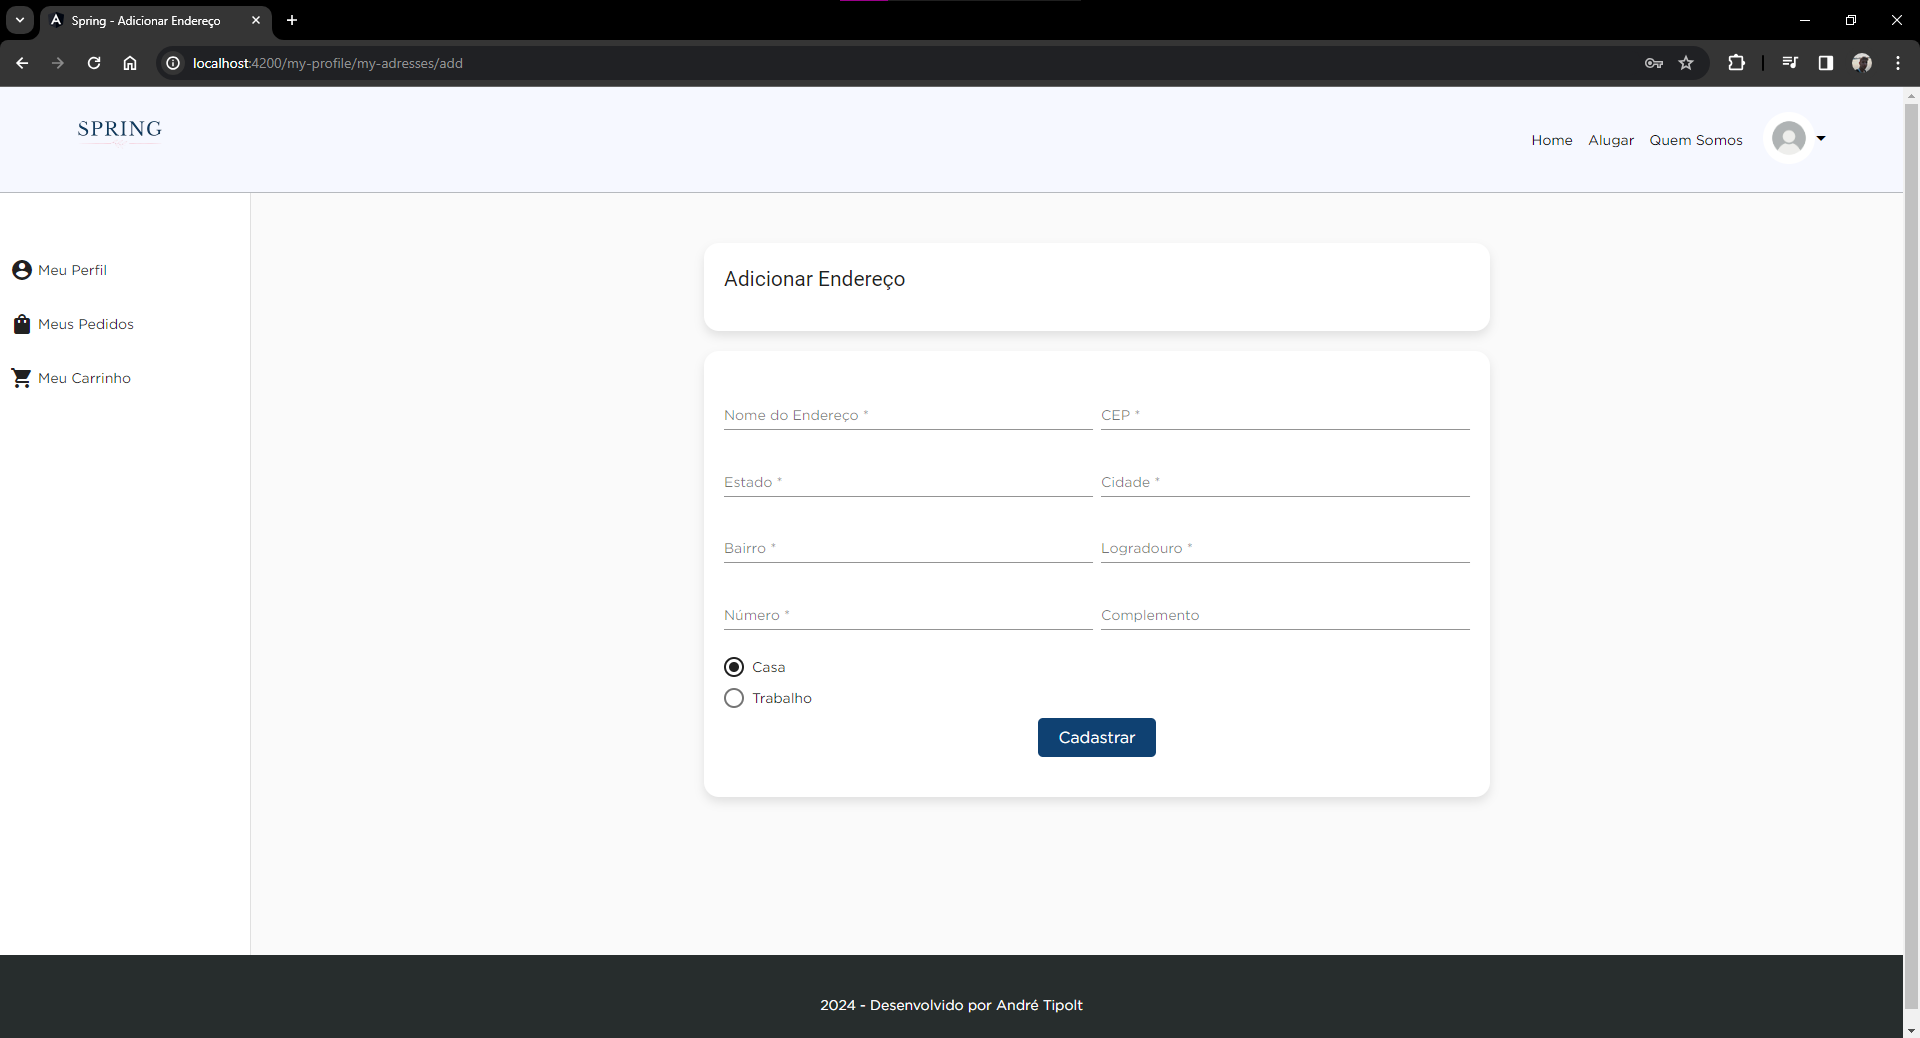 Spring - Adicionar Endereço
localhost:4200/my-profile/my-adresses/add
SPRING
Home Alugar Quem Somos
Meu Perfil
Meus Pedidos
Meu Carrinho
Adicionar Endereço
Nome do Endereço * CEP *
Estado * Cidade *
Bairro * Logradouro *
Número * Complemento
Casa
Trabalho
Cadastrar
2024 - Desenvolvido por André Tipolt